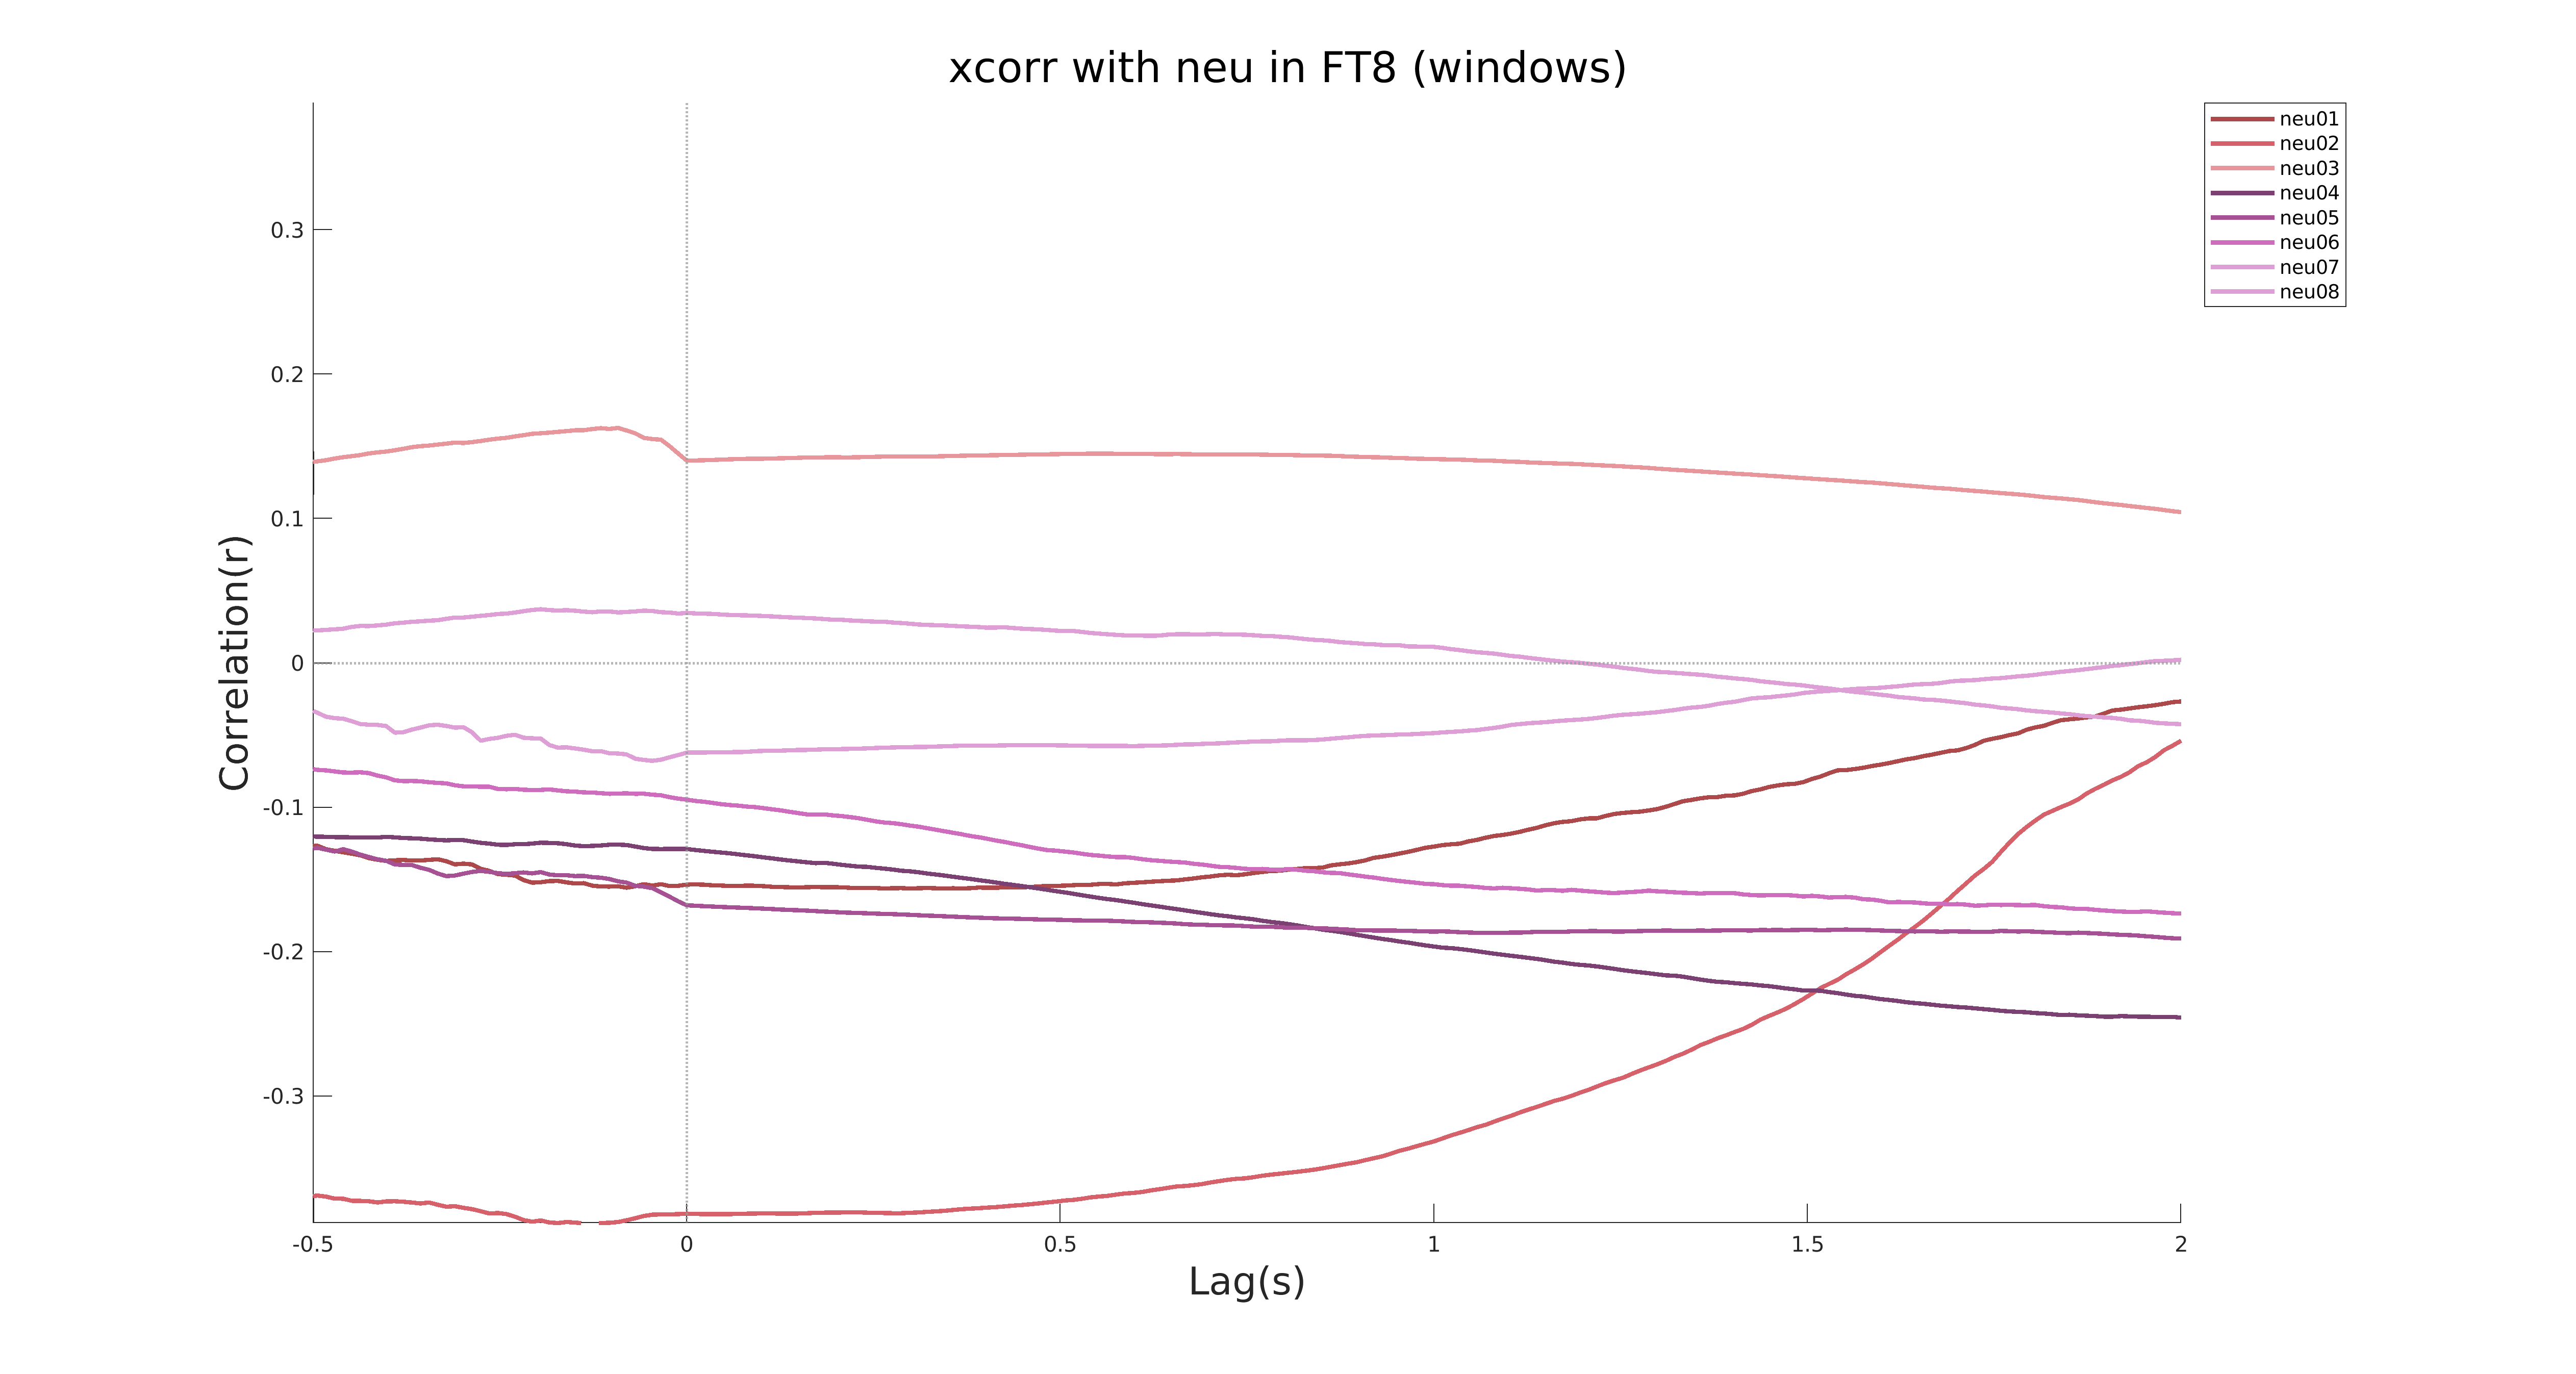 xcorr with neu in FT8 (windows)
neu01
neu02
neu03
neu04
neu05
neu06
neu07
neu08
Correlation(r)
0.3
0.2
0.1
0
-0.1
-0.2
-0.3
-0.5 0 0.5 1 1.5 2
Lag(s)